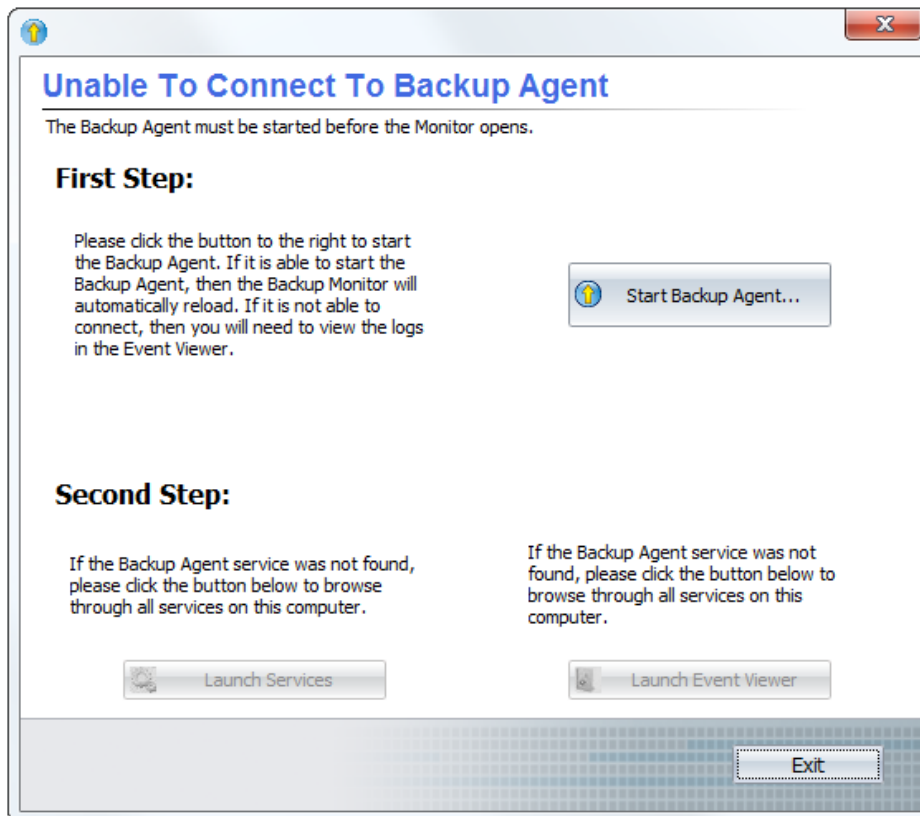 Unable To Connect To Backup Agent
The Backup Agent must be started before the Monitor opens.
First Step:
Please click the button to the right to start
the Backup Agent. If it is able to start the
Backup Agent, then the Backup Monitor will
automatically reload. If it is not able to
connect, then you will need to view the logs
in the Event Viewer.
Start Backup Agent...
Second Step:
If the Backup Agent service was not found,
please click the button below to browse
through all services on this computer.
Launch Services
If the Backup Agent service was not
found, please click the button below to
browse through all services on this
computer.
Launch Event Viewer
Exit